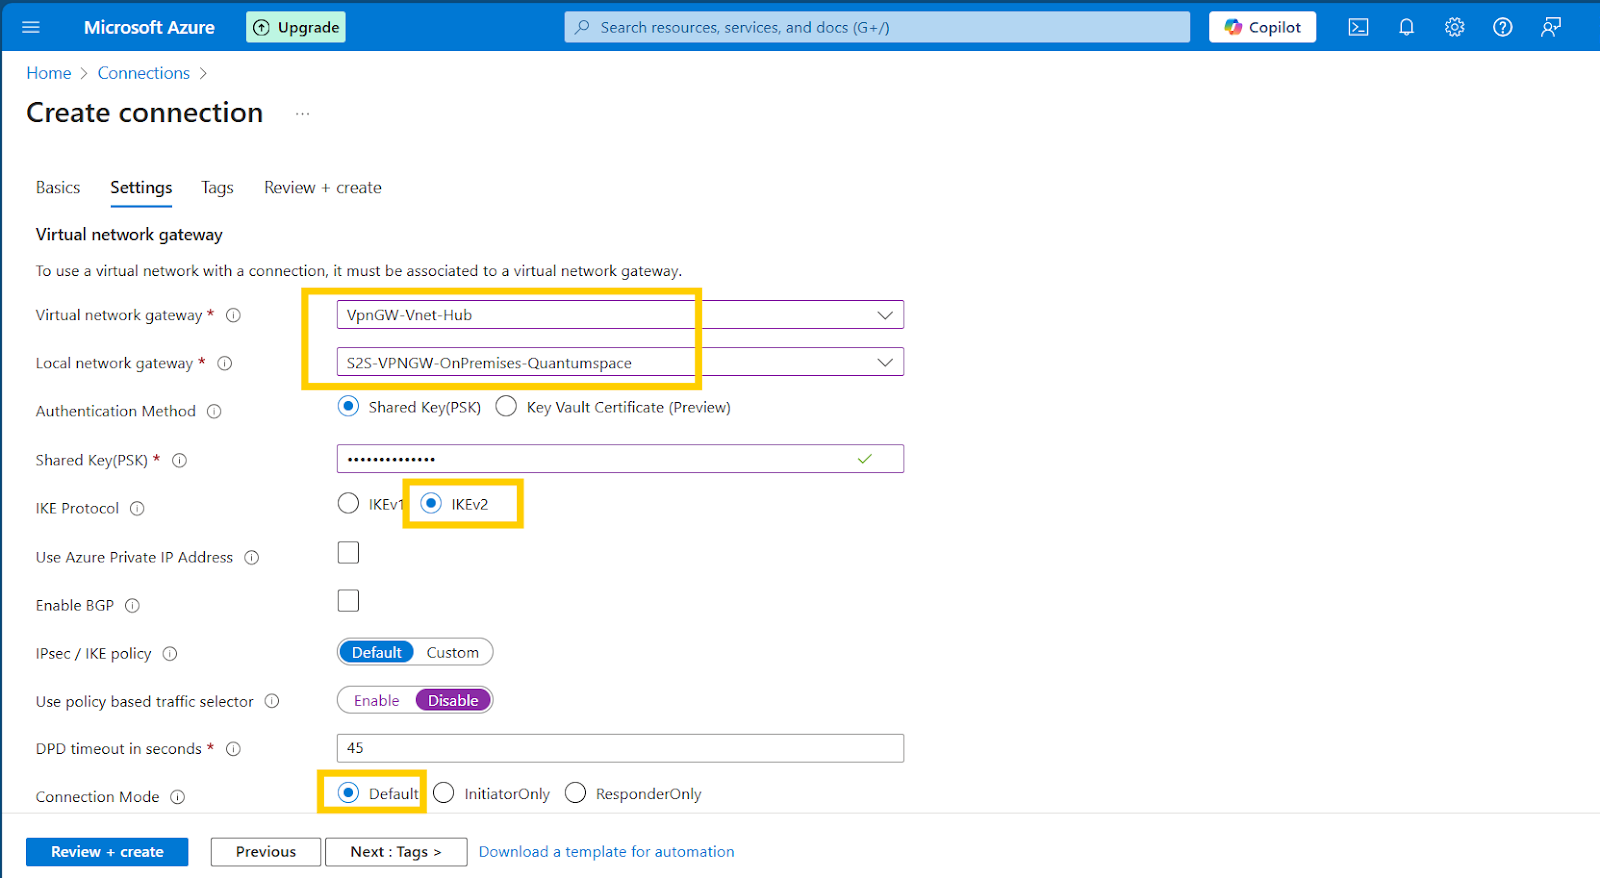 Microsoft Azure Upgrade Search resources, services, and docs (G+/) Copilot
Home > Connections >
Create connection ...
Basics Settings Tags Review + create
Virtual network gateway
To use a virtual network with a connection, it must be associated to a virtual network gateway.
Virtual network gateway * VpnGW-Vnet-Hub
Local network gateway * S2S-VPNGW-OnPremises-Quantumspace
Authentication Method Shared Key(PSK) Key Vault Certificate (Preview)
Shared Key(PSK) * ••••••••••••••
IKE Protocol IKEv1 IKEv2
Use Azure Private IP Address
Enable BGP
IPsec / IKE policy Default Custom
Use policy based traffic selector Enable Disable
DPD timeout in seconds * 45
Connection Mode Default InitiatorOnly ResponderOnly
Review + create Previous Next : Tags > Download a template for automation